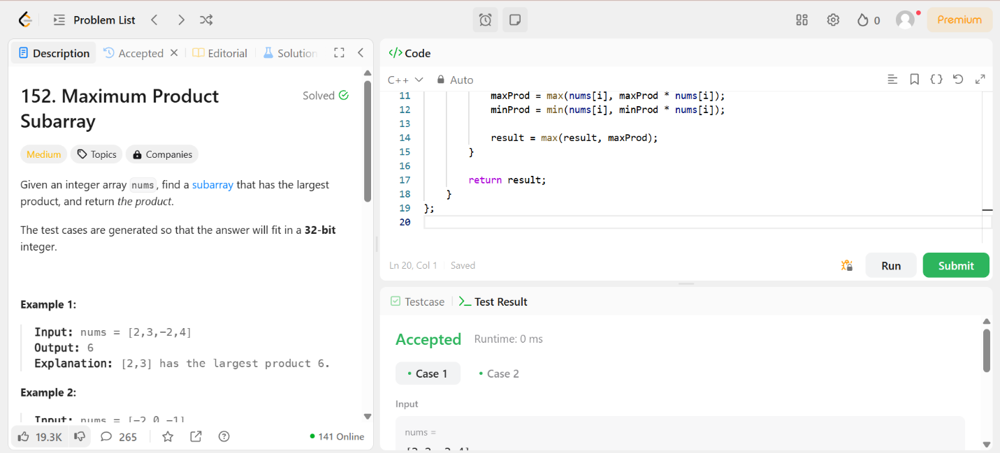 Problem List
0
Premium
Description
Accepted
Editorial
Solution
152. Maximum Product
Subarray
Solved
Medium
Topics
Companies
Given an integer array nums, find a subarray that has the largest
product, and return the product.
The test cases are generated so that the answer will fit in a 32-bit
integer.
Example 1:
Input: nums = [2,3,-2,4]
Output: 6
Explanation: [2,3] has the largest product 6.
Example 2:
Input: nums = [-2,0,-1]
19.3K
265
141 Online
</> Code
C++
Auto
11 maxProd = max(nums[i], maxProd * nums[i]);
12 minProd = min(nums[i], minProd * nums[i]);
13
14 result = max(result, maxProd);
15 }
16
17 return result;
18 }
19 };
20
Ln 20, Col 1
Saved
Run
Submit
Testcase
Test Result
Accepted
Runtime: 0 ms
Case 1
Case 2
Input
nums =
[2,3,-2,4]